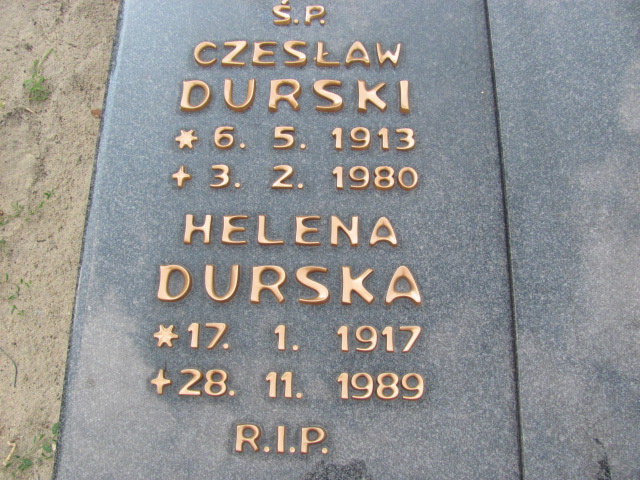 Ś.P.
CZESŁAW
DURSKI
* 6. 5. 1913
+ 3. 2. 1980
HELENA
DURSKA
* 17. 1. 1917
+ 28. 11. 1989
R.I.P.